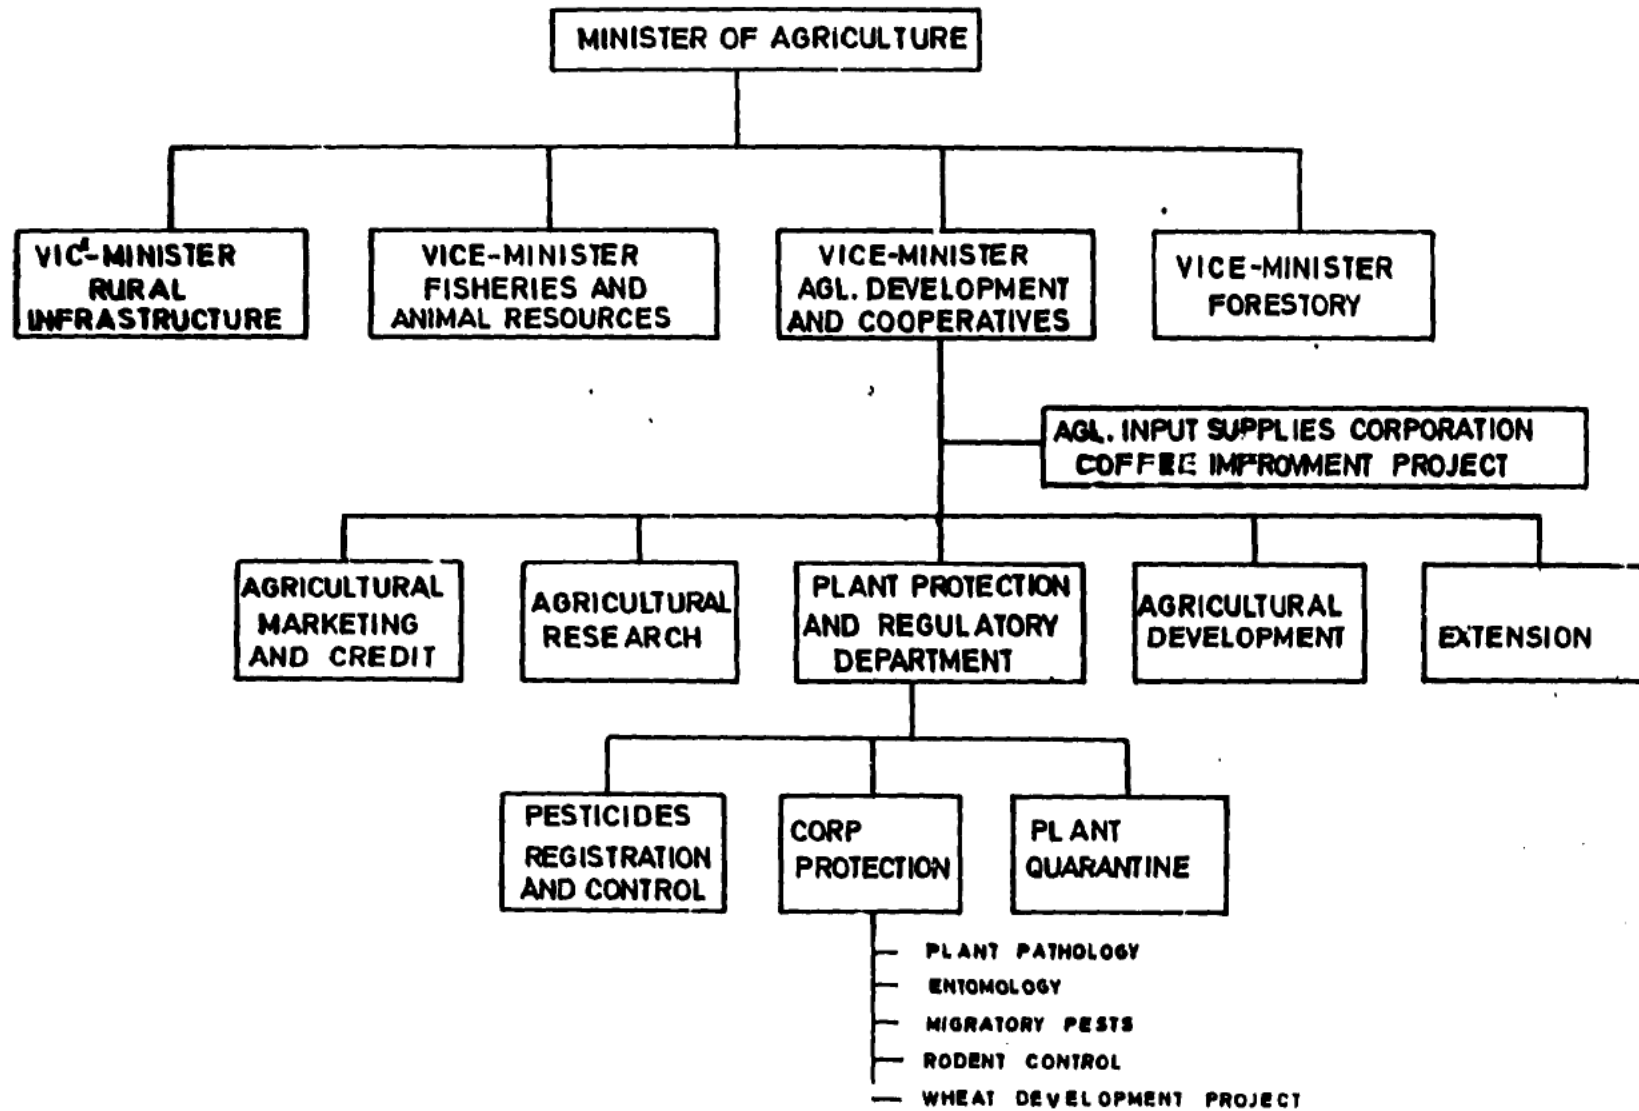 MINISTER OF AGRICULTURE
VICE-MINISTER
RURAL
INFRASTRUCTURE
VICE-MINISTER
FISHERIES AND
ANIMAL RESOURCES
VICE-MINISTER
AGL. DEVELOPMENT
AND COOPERATIVES
VICE-MINISTER
FORESTORY
AGL. INPUT SUPPLIES CORPORATION
COFFEE IMPROVMENT PROJECT
AGRICULTURAL
MARKETING
AND CREDIT
AGRICULTURAL
RESEARCH
PLANT PROTECTION
AND REGULATORY
DEPARTMENT
AGRICULTURAL
DEVELOPMENT
EXTENSION
PESTICIDES
REGISTRATION
AND CONTROL
CORP
PROTECTION
PLANT
QUARANTINE
PLANT PATHOLOGY
ENTOMOLOGY
MIGRATORY PESTS
RODENT CONTROL
WHEAT DEVELOPMENT PROJECT